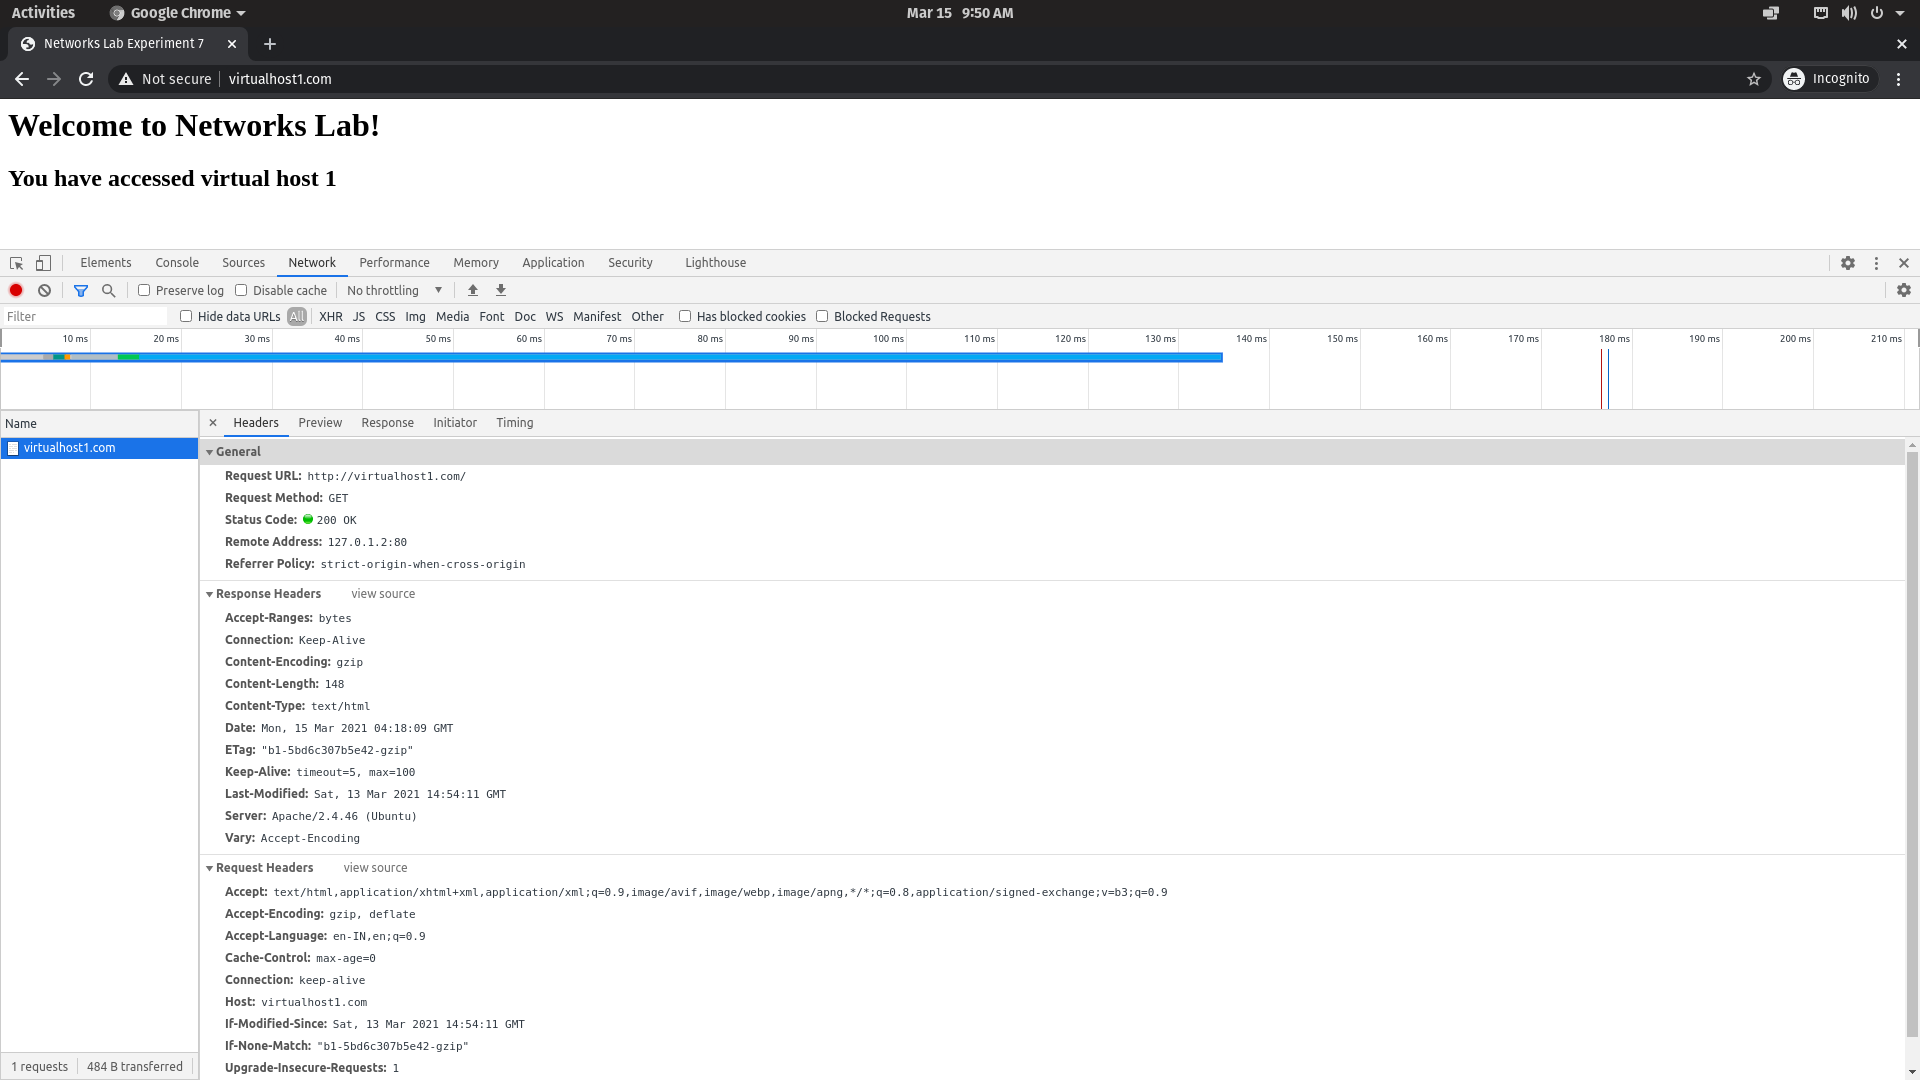 Activities Google Chrome Mar 15 9:50 AM
Networks Lab Experiment 7
Not secure virtualhost1.com Incognito
Welcome to Networks Lab!
You have accessed virtual host 1
Elements Console Sources Network Performance Memory Application Security Lighthouse
Preserve log Disable cache No throttling
Filter Hide data URLs All XHR JS CSS Img Media Font Doc WS Manifest Other Has blocked cookies Blocked Requests
10 ms 20 ms 30 ms 40 ms 50 ms 60 ms 70 ms 80 ms 90 ms 100 ms 110 ms 120 ms 130 ms 140 ms 150 ms 160 ms 170 ms 180 ms 190 ms 200 ms 210 ms
Name
virtualhost1.com
Headers Preview Response Initiator Timing
General
Request URL: http://virtualhost1.com/
Request Method: GET
Status Code: 200 OK
Remote Address: 127.0.1.2:80
Referrer Policy: strict-origin-when-cross-origin
Response Headers view source
Accept-Ranges: bytes
Connection: Keep-Alive
Content-Encoding: gzip
Content-Length: 148
Content-Type: text/html
Date: Mon, 15 Mar 2021 04:18:09 GMT
ETag: "b1-5bd6c307b5e42-gzip"
Keep-Alive: timeout=5, max=100
Last-Modified: Sat, 13 Mar 2021 14:54:11 GMT
Server: Apache/2.4.46 (Ubuntu)
Vary: Accept-Encoding
Request Headers view source
Accept: text/html,application/xhtml+xml,application/xml;q=0.9,image/avif,image/webp,image/apng,*/*;q=0.8,application/signed-exchange;v=b3;q=0.9
Accept-Encoding: gzip, deflate
Accept-Language: en-IN,en;q=0.9
Cache-Control: max-age=0
Connection: keep-alive
Host: virtualhost1.com
If-Modified-Since: Sat, 13 Mar 2021 14:54:11 GMT
If-None-Match: "b1-5bd6c307b5e42-gzip"
Upgrade-Insecure-Requests: 1
1 requests 484 B transferred